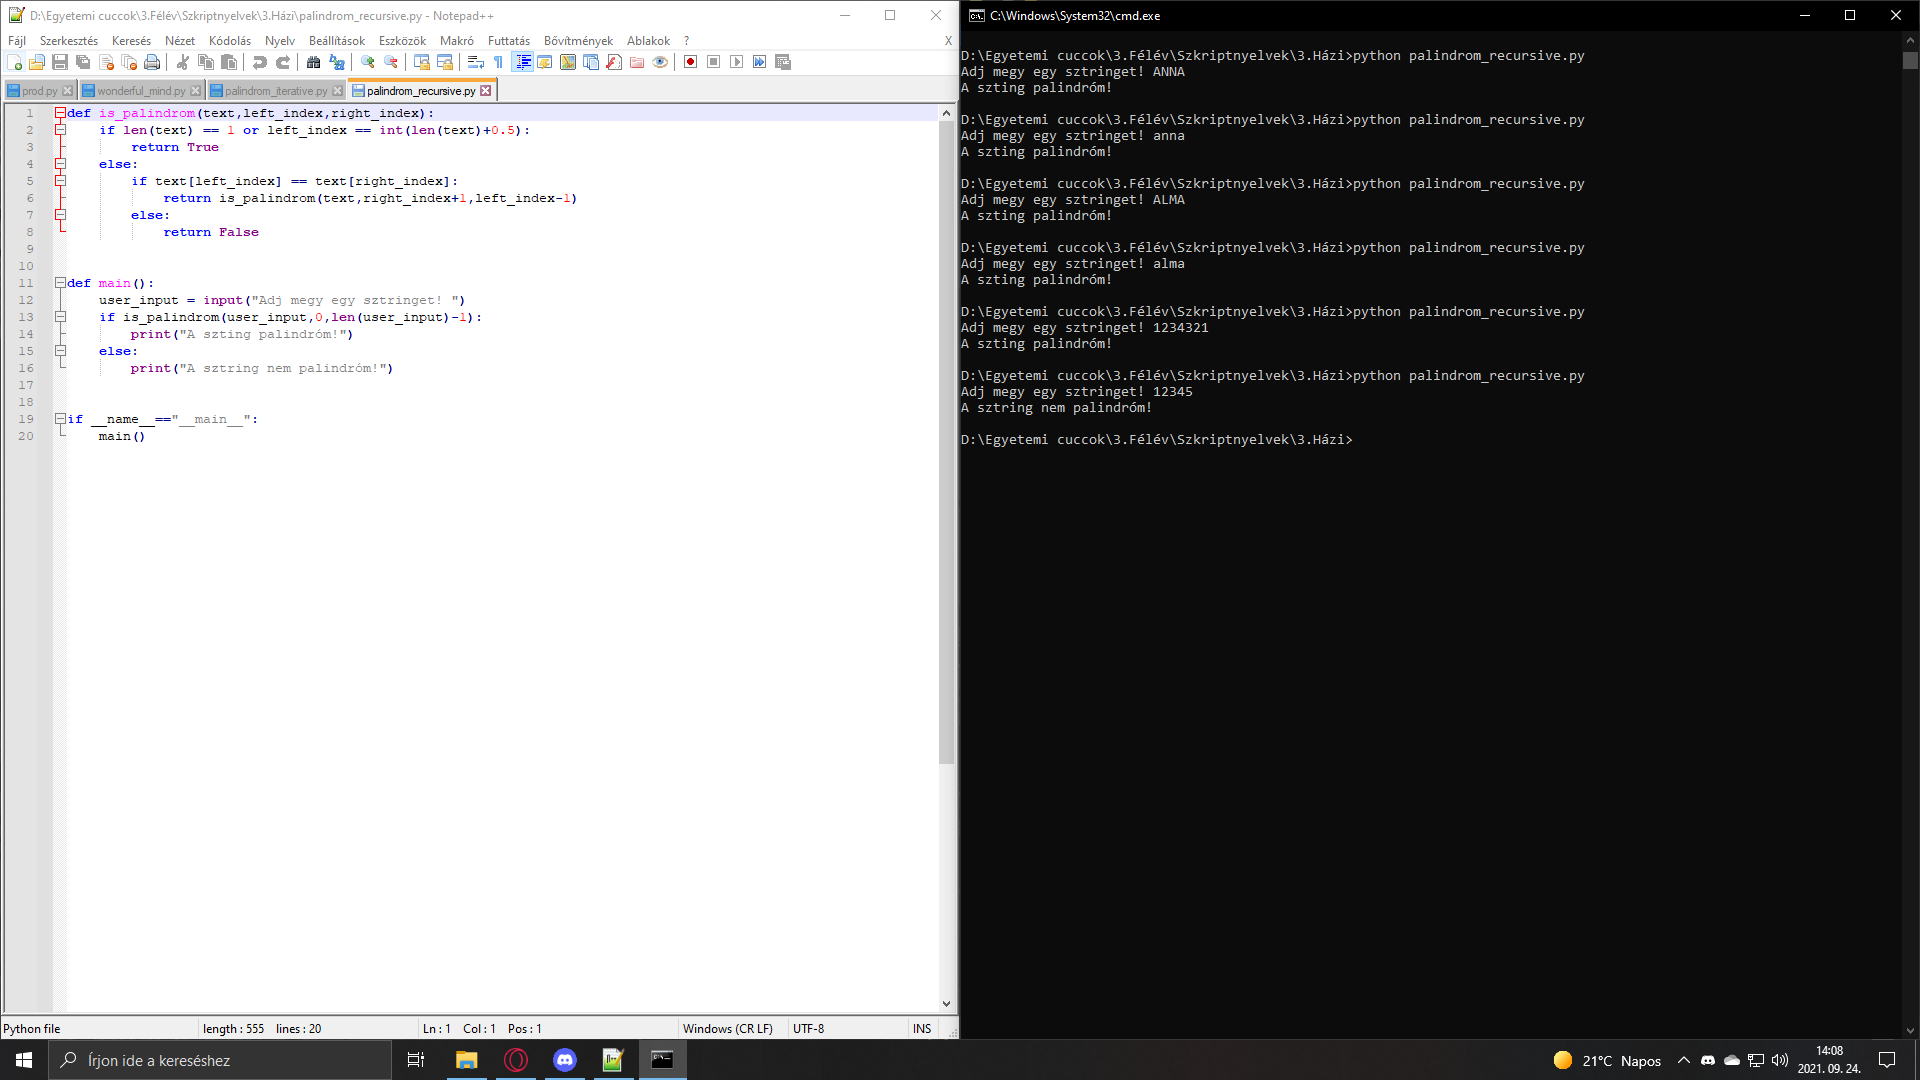 D:\Egyetemi cuccok\3.Félév\Szkriptnyelvek\3.Házi\palindrom_recursive.py - Notepad++
Fájl Szerkesztés Keresés Nézet Kódolás Nyelv Beállítások Eszközök Makró Futtatás Bővítmények Ablakok ? X
prod.py wonderful_mind.py palindrom_iterative.py palindrom_recursive.py
1 def is_palindrom(text,left_index,right_index):
2 if len(text) == 1 or left_index == int(len(text)+0.5):
3 return True
4 else:
5 if text[left_index] == text[right_index]:
6 return is_palindrom(text,right_index+1,left_index-1)
7 else:
8 return False
9
10
11 def main():
12 user_input = input("Adj megy egy sztringet! ")
13 if is_palindrom(user_input,0,len(user_input)-1):
14 print("A szting palindróm!")
15 else:
16 print("A sztring nem palindróm!")
17
18
19 if __name__=="__main__":
20 main()
Python file length : 555 lines : 20 Ln : 1 Col : 1 Pos : 1 Windows (CR LF) UTF-8 INS
C:\Windows\System32\cmd.exe
D:\Egyetemi cuccok\3.Félév\Szkriptnyelvek\3.Házi>python palindrom_recursive.py
Adj megy egy sztringet! ANNA
A szting palindróm!
D:\Egyetemi cuccok\3.Félév\Szkriptnyelvek\3.Házi>python palindrom_recursive.py
Adj megy egy sztringet! anna
A szting palindróm!
D:\Egyetemi cuccok\3.Félév\Szkriptnyelvek\3.Házi>python palindrom_recursive.py
Adj megy egy sztringet! ALMA
A szting palindróm!
D:\Egyetemi cuccok\3.Félév\Szkriptnyelvek\3.Házi>python palindrom_recursive.py
Adj megy egy sztringet! alma
A szting palindróm!
D:\Egyetemi cuccok\3.Félév\Szkriptnyelvek\3.Házi>python palindrom_recursive.py
Adj megy egy sztringet! 1234321
A szting palindróm!
D:\Egyetemi cuccok\3.Félév\Szkriptnyelvek\3.Házi>python palindrom_recursive.py
Adj megy egy sztringet! 12345
A sztring nem palindróm!
D:\Egyetemi cuccok\3.Félév\Szkriptnyelvek\3.Házi>
Írjon ide a kereséshez
21°C Napos
14:08
2021. 09. 24.